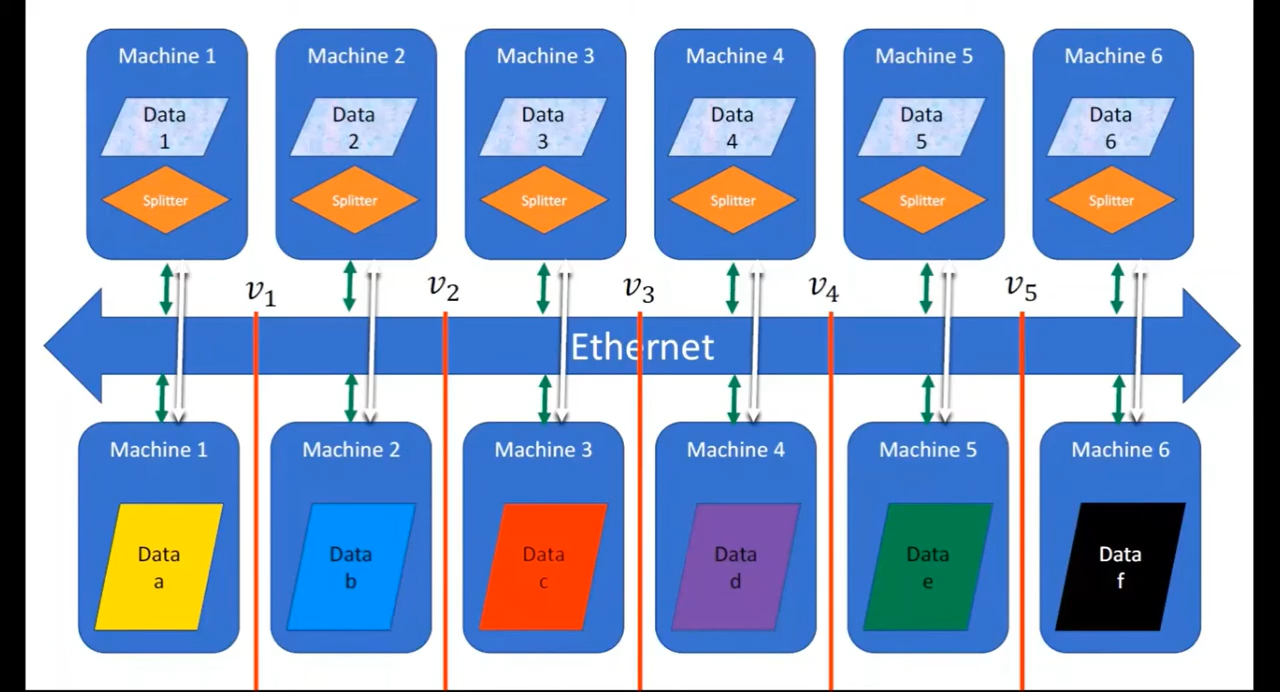 Machine 1
Machine 2
Machine 3
Machine 4
Machine 5
Machine 6
Data
1
Data
2
Data
3
Data
4
Data
5
Data
6
Splitter
Splitter
Splitter
Splitter
Splitter
Splitter
v₁
v₂
v₃
v₄
v₅
Ethernet
Machine 1
Machine 2
Machine 3
Machine 4
Machine 5
Machine 6
Data
a
Data
b
Data
c
Data
d
Data
e
Data
f